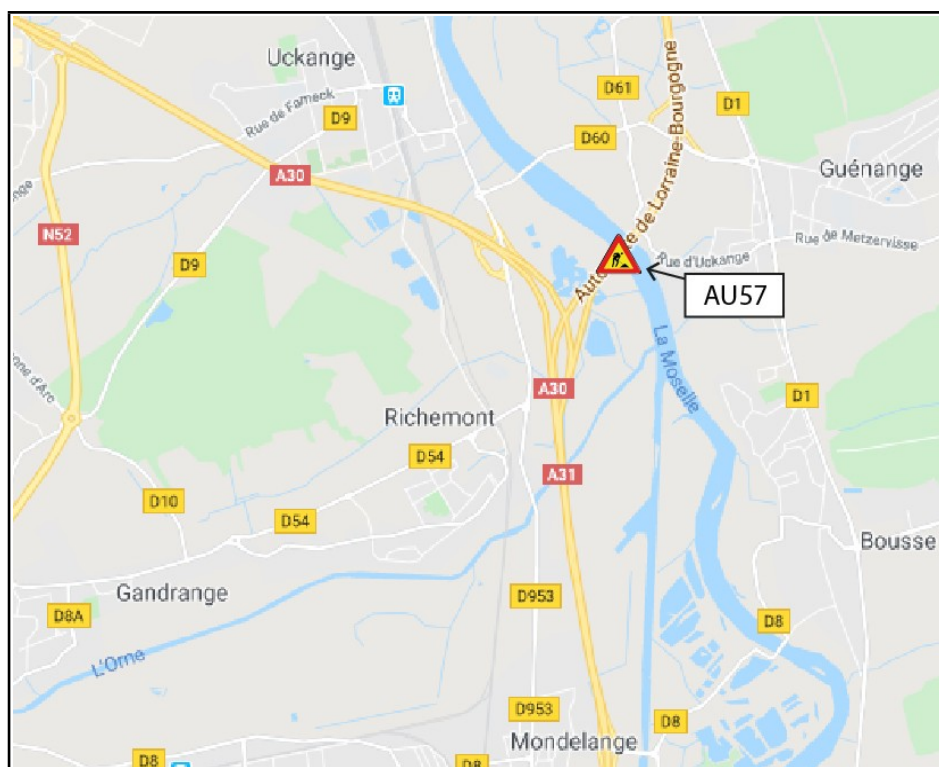 Uckange
D61
Autoroute de Lorraine-Bourgogne
D1
Rue de Fameck
D9
D60
A30
Guénange
N52
Rue de Metzervisse
D9
Rue d'Uckange
AU57
La Moselle
A30
D1
Richemont
D54
A31
D10
D54
Bousse
Gandrange
D953
D8A
D8
L'Orne
D953
D8
Mondelange
D8
D8